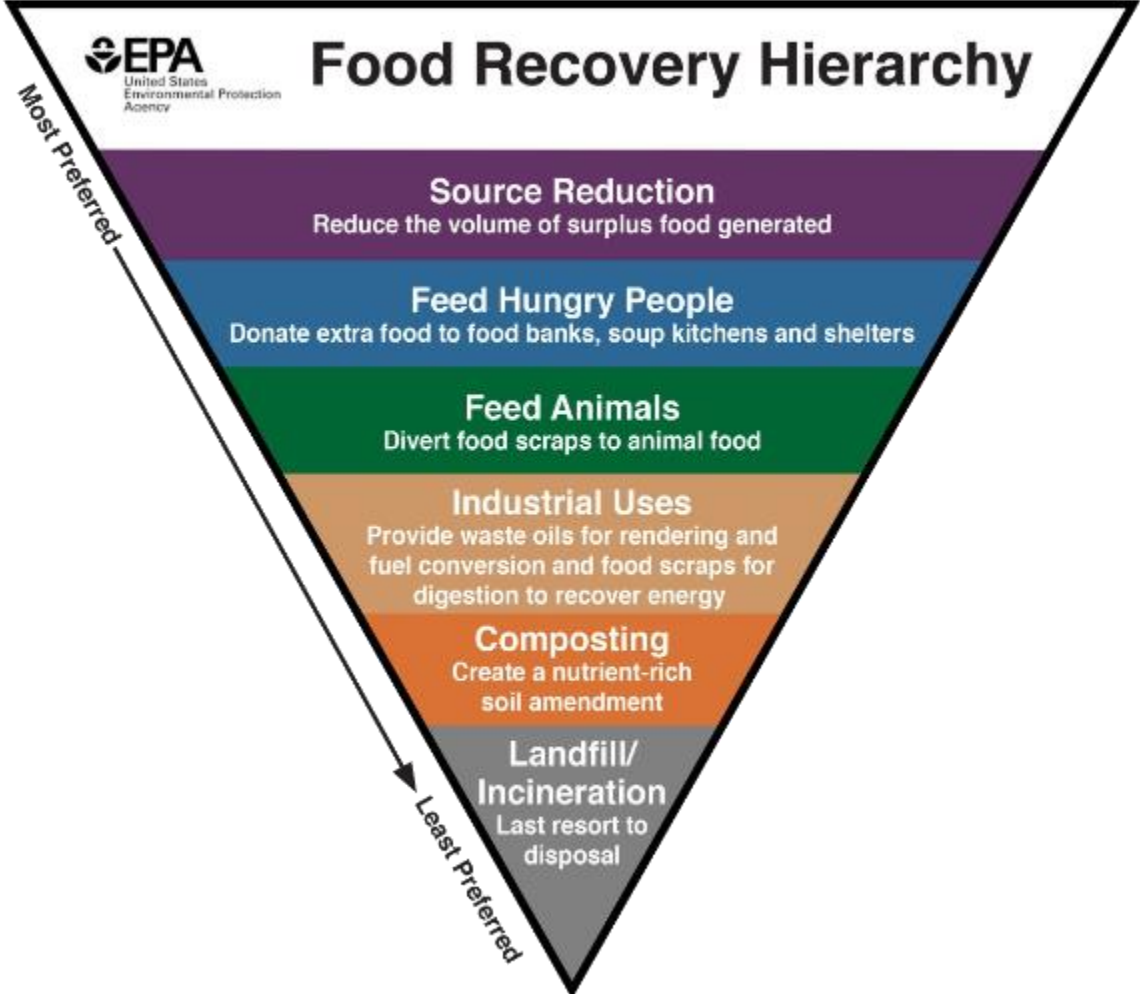 EPA
United States
Environmental Protection
Agency
Food Recovery Hierarchy
Most Preferred
Source Reduction
Reduce the volume of surplus food generated
Feed Hungry People
Donate extra food to food banks, soup kitchens and shelters
Feed Animals
Divert food scraps to animal food
Industrial Uses
Provide waste oils for rendering and
fuel conversion and food scraps for
digestion to recover energy
Composting
Create a nutrient-rich
soil amendment
Landfill/
Incineration
Last resort to
disposal
Least Preferred